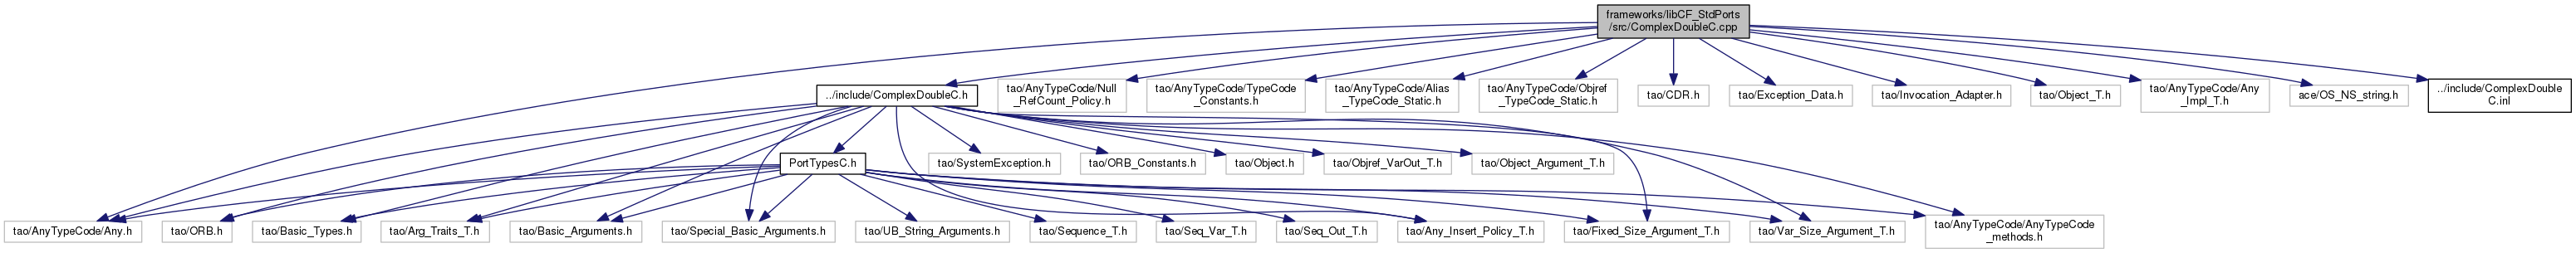 frameworks/libCF_StdPorts
/src/ComplexDoubleC.cpp
../include/ComplexDoubleC.h
tao/AnyTypeCode/Null
_RefCount_Policy.h
tao/AnyTypeCode/TypeCode
_Constants.h
tao/AnyTypeCode/Alias
_TypeCode_Static.h
tao/AnyTypeCode/Objref
_TypeCode_Static.h
tao/CDR.h
tao/Exception_Data.h
tao/Invocation_Adapter.h
tao/Object_T.h
tao/AnyTypeCode/Any
_Impl_T.h
ace/OS_NS_string.h
../include/ComplexDouble
C.inl
PortTypesC.h
tao/SystemException.h
tao/ORB_Constants.h
tao/Object.h
tao/Objref_VarOut_T.h
tao/Object_Argument_T.h
tao/AnyTypeCode/Any.h
tao/ORB.h
tao/Basic_Types.h
tao/Arg_Traits_T.h
tao/Basic_Arguments.h
tao/Special_Basic_Arguments.h
tao/UB_String_Arguments.h
tao/Sequence_T.h
tao/Seq_Var_T.h
tao/Seq_Out_T.h
tao/Any_Insert_Policy_T.h
tao/Fixed_Size_Argument_T.h
tao/Var_Size_Argument_T.h
tao/AnyTypeCode/AnyTypeCode
_methods.h